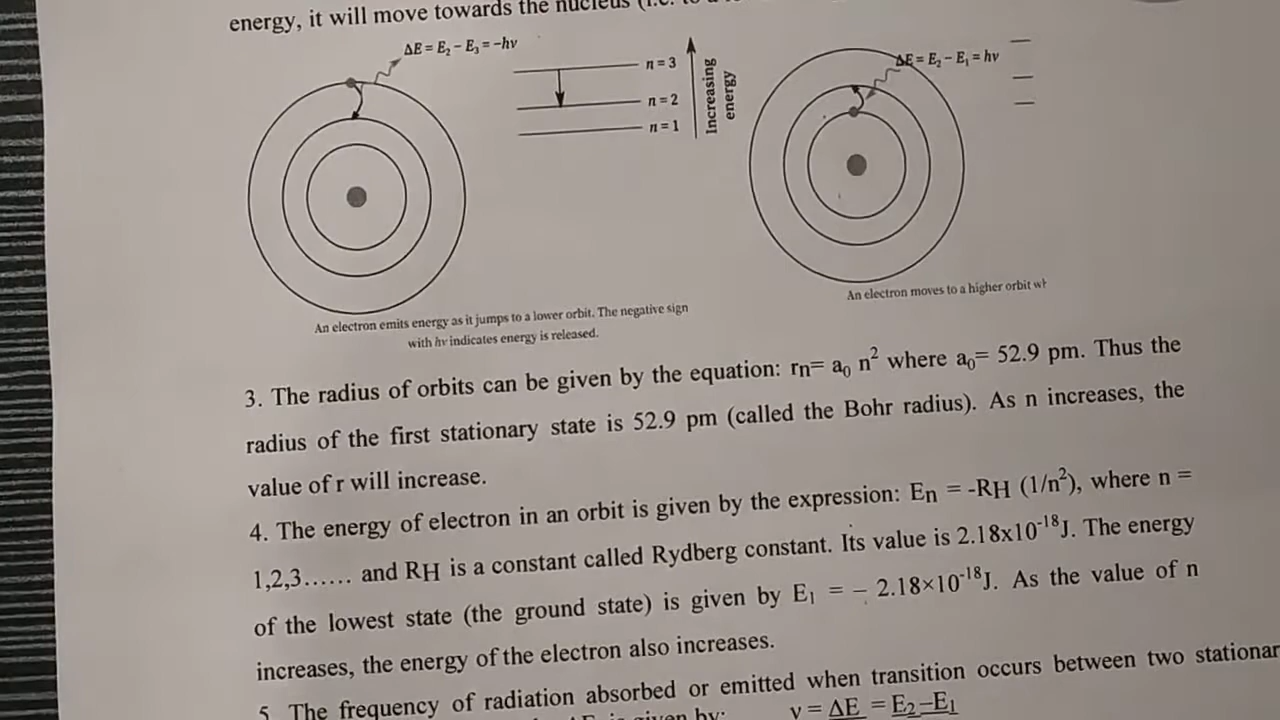 energy, it will move towards the nucleus (i.e. to a
ΔE = E₂ − E₃ = −hν
n = 3
n = 2
n = 1
Increasing
energy
ΔE = E₂ − E₁ = hν
An electron emits energy as it jumps to a lower orbit. The negative sign
with hν indicates energy is released.
An electron moves to a higher orbit
3. The radius of orbits can be given by the equation: rn= a₀ n² where a₀= 52.9 pm. Thus the
radius of the first stationary state is 52.9 pm (called the Bohr radius). As n increases, the
value of r will increase.
4. The energy of electron in an orbit is given by the expression: En = -RH (1/n²), where n =
1,2,3…… and RH is a constant called Rydberg constant. Its value is 2.18x10⁻¹⁸J. The energy
of the lowest state (the ground state) is given by E₁ = − 2.18×10⁻¹⁸J. As the value of n
increases, the energy of the electron also increases.
5. The frequency of radiation absorbed or emitted when transition occurs between two stationar
is given by: ν = ΔE = E₂−E₁